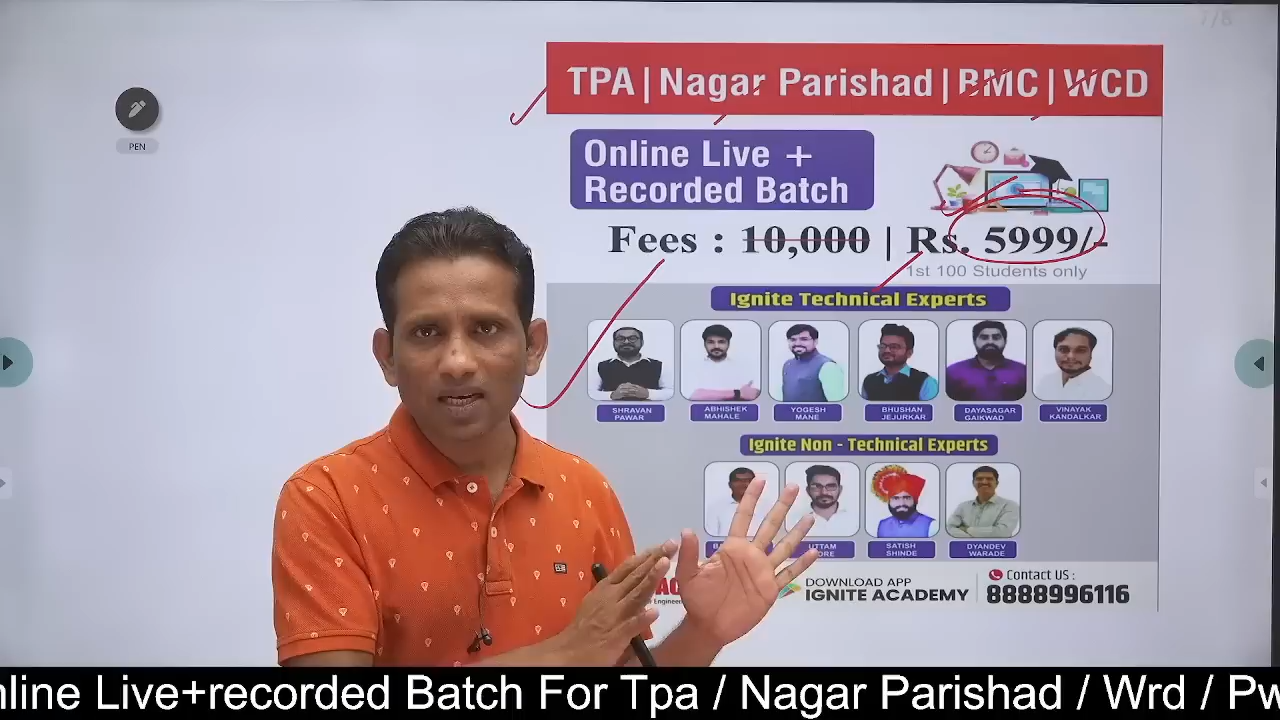 7/8
TPA | Nagar Parishad | BMC | WCD
PEN
Online Live +
Recorded Batch
Fees : 10,000 | Rs. 5999/-
1st 100 Students only
Ignite Technical Experts
SHRAVAN PAWAR
ABHISHEK MAHALE
YOGESH MANE
BHUSHAN JEJURKAR
DAYASAGAR GAIKWAD
VINAYAK KANDALKAR
Ignite Non - Technical Experts
UTTAM
SATISH SHINDE
DYANDEV WARADE
DOWNLOAD APP
IGNITE ACADEMY
Contact US :
8888996116
nline Live+recorded Batch For Tpa / Nagar Parishad / Wrd / Pw